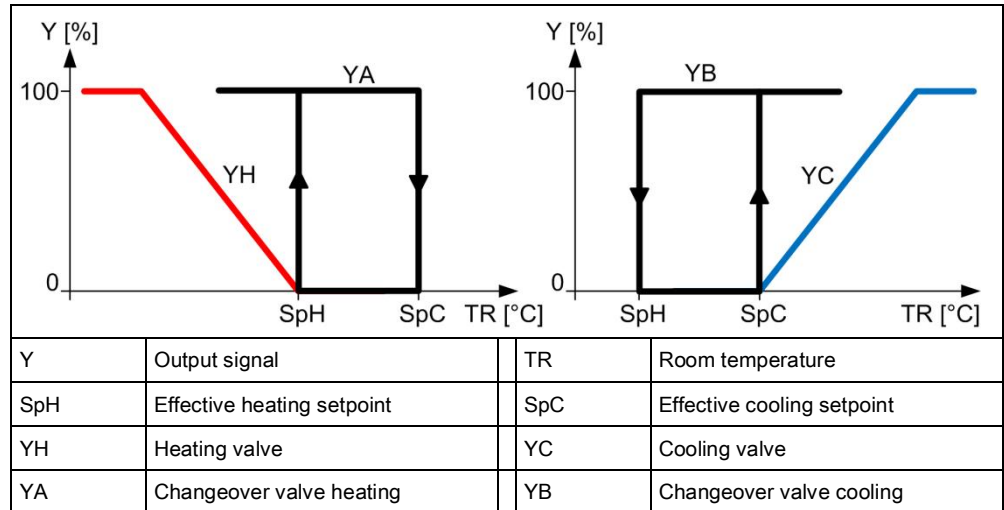 Y [%]
100
YA
YH
0
SpH SpC TR [°C]
Y [%]
100
YB
YC
0
SpH SpC TR [°C]
Y Output signal TR Room temperature
SpH Effective heating setpoint SpC Effective cooling setpoint
YH Heating valve YC Cooling valve
YA Changeover valve heating YB Changeover valve cooling